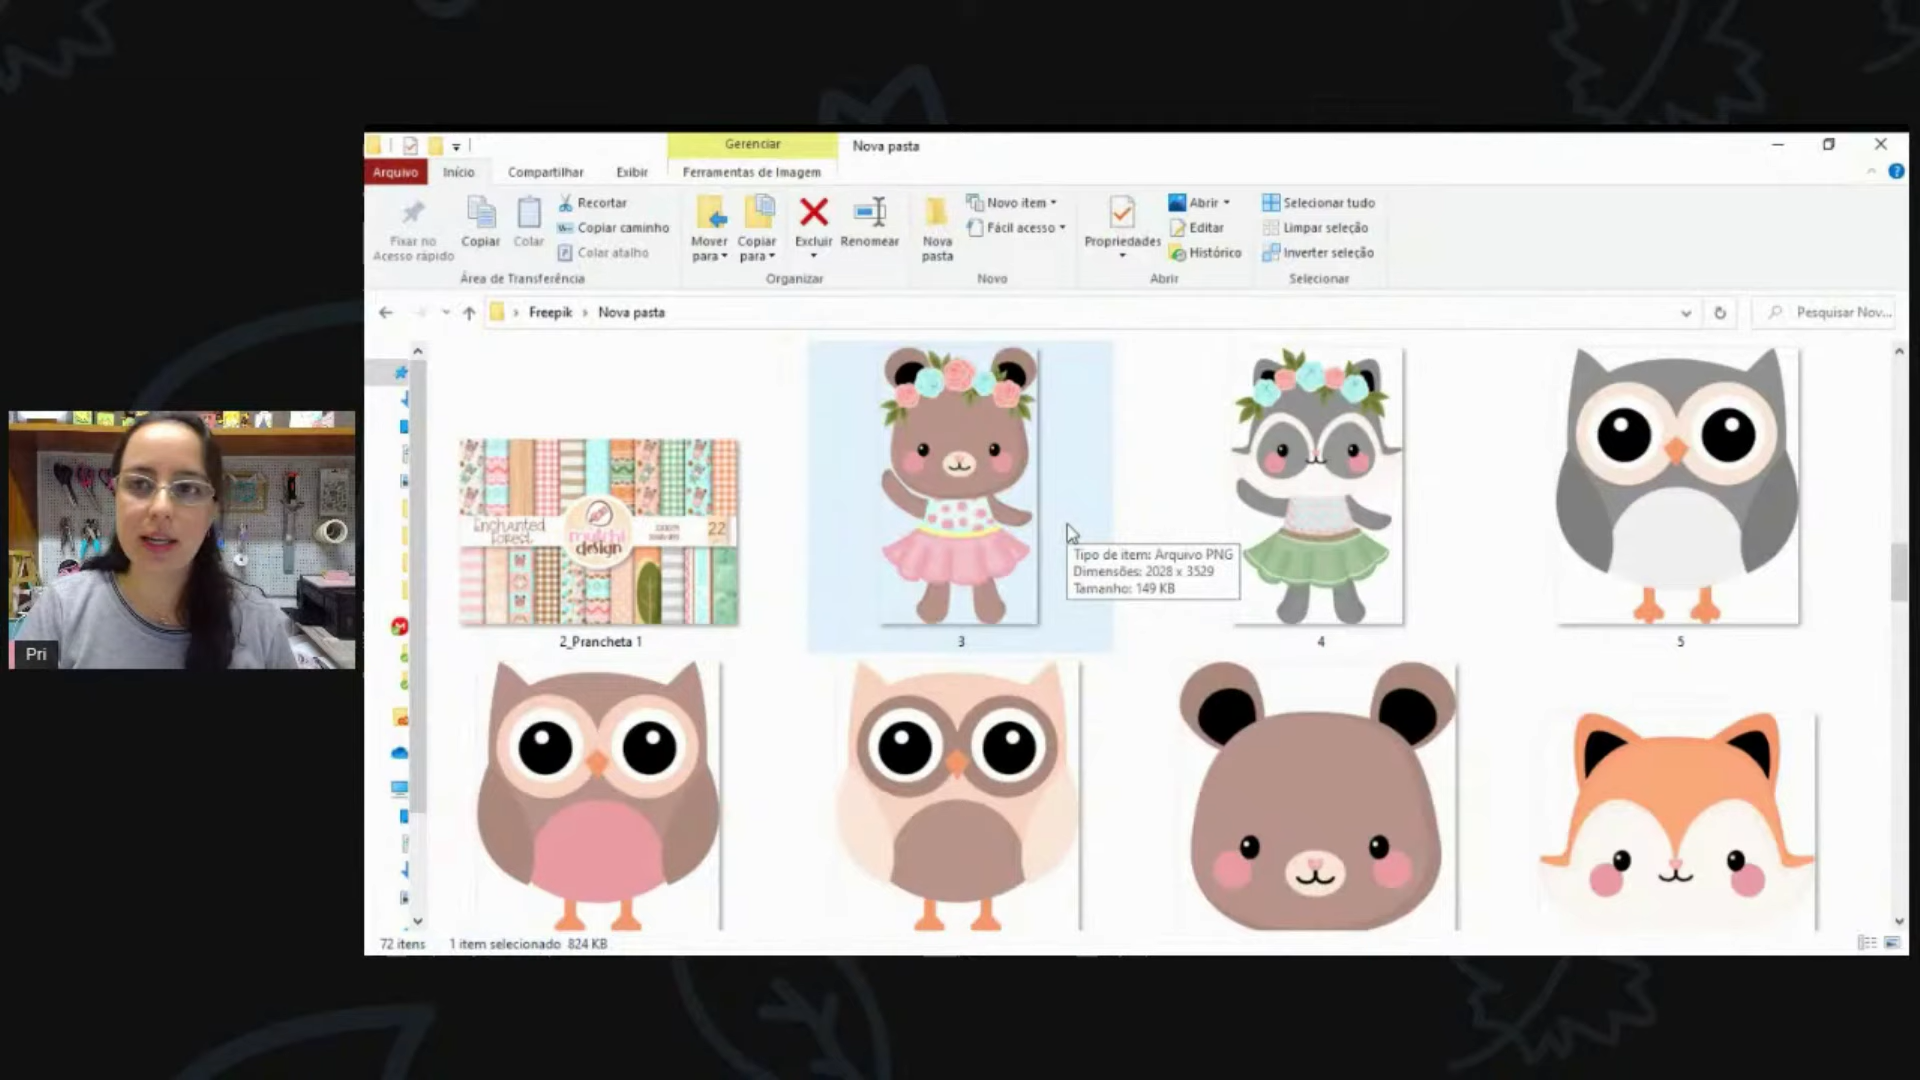 Gerenciar
Nova pasta
Arquivo
Início
Compartilhar
Exibir
Ferramentas de Imagem
Fixar no
Acesso rápido
Copiar
Colar
Recortar
Copiar caminho
Colar atalho
Área de Transferência
Mover
para
Copiar
para
Excluir
Renomear
Organizar
Nova
pasta
Novo item
Fácil acesso
Novo
Propriedades
Abrir
Editar
Histórico
Abrir
Selecionar tudo
Limpar seleção
Inverter seleção
Selecionar
Freepik
Nova pasta
Pesquisar Nov...
Enchanted
Forest
design
22
2_Prancheta 1
3
Tipo de item: Arquivo PNG
Dimensões: 2028 x 3529
Tamanho: 149 KB
4
5
Pri
72 itens
1 item selecionado 824 KB